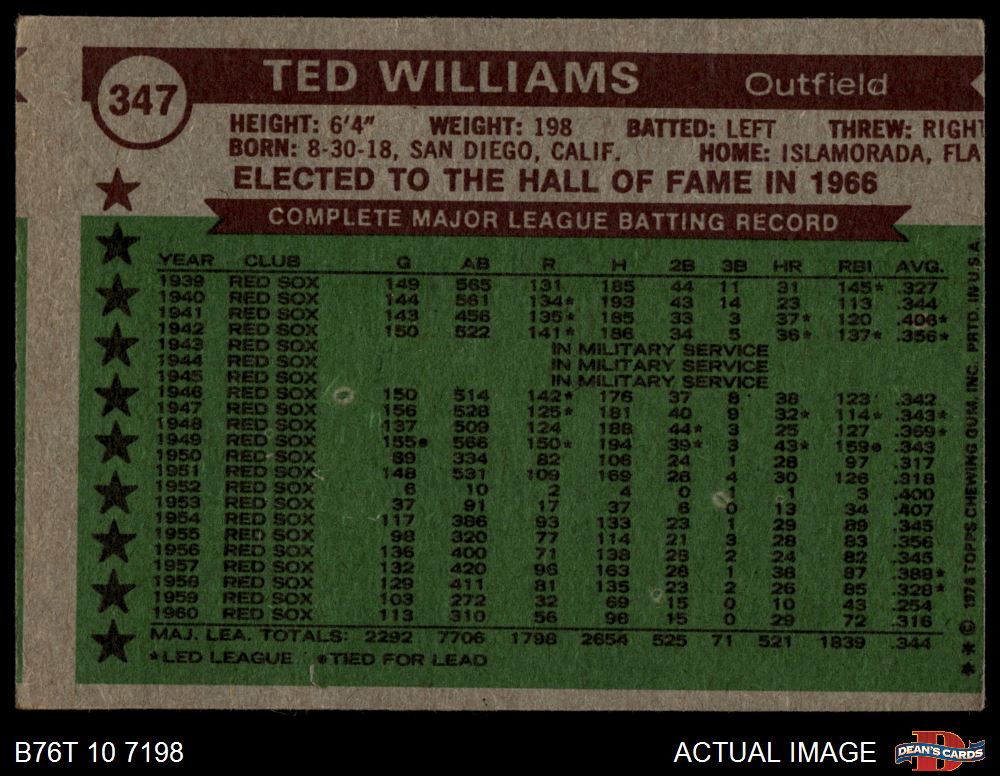 347
TED WILLIAMS Outfield
HEIGHT: 6'4" WEIGHT: 198 BATTED: LEFT THREW: RIGHT
BORN: 8-30-18, SAN DIEGO, CALIF. HOME: ISLAMORADA, FLA
ELECTED TO THE HALL OF FAME IN 1966
COMPLETE MAJOR LEAGUE BATTING RECORD
YEAR CLUB G AB R H 2B 3B HR RBI AVG.
1939 RED SOX 149 565 131 185 44 11 31 145* .327
1940 RED SOX 144 561 134* 193 43 14 23 113 .344
1941 RED SOX 143 456 135* 185 33 3 37* 120 .406*
1942 RED SOX 150 522 141* 186 34 5 36* 137* .356*
1943 RED SOX IN MILITARY SERVICE
1944 RED SOX IN MILITARY SERVICE
1945 RED SOX IN MILITARY SERVICE
1946 RED SOX 150 514 142* 176 37 8 38 123 .342
1947 RED SOX 156 528 125* 181 40 9 32* 114* .343*
1948 RED SOX 137 509 124 188 44* 3 25 127 .369*
1949 RED SOX 155• 566 150* 194 39* 3 43* 159• .343
1950 RED SOX 89 334 82 106 24 1 28 97 .317
1951 RED SOX 148 531 109 169 28 4 30 126 .318
1952 RED SOX 6 10 2 4 0 1 1 3 .400
1953 RED SOX 37 91 17 37 6 0 13 34 .407
1954 RED SOX 117 386 93 133 23 1 29 89 .345
1955 RED SOX 98 320 77 114 21 3 28 83 .356
1956 RED SOX 136 400 71 138 28 2 24 82 .345
1957 RED SOX 132 420 96 163 28 1 38 87 .388*
1958 RED SOX 129 411 81 135 23 2 26 85 .328*
1959 RED SOX 103 272 32 69 15 0 10 43 .254
1960 RED SOX 113 310 56 98 15 0 29 72 .316
MAJ. LEA. TOTALS: 2292 7706 1798 2654 525 71 521 1839 .344
*LED LEAGUE •TIED FOR LEAD
** © 1976 TOPPS CHEWING GUM, INC. PRTD. IN U.S.A.
B76T 10 7198
ACTUAL IMAGE
DEAN'S CARDS